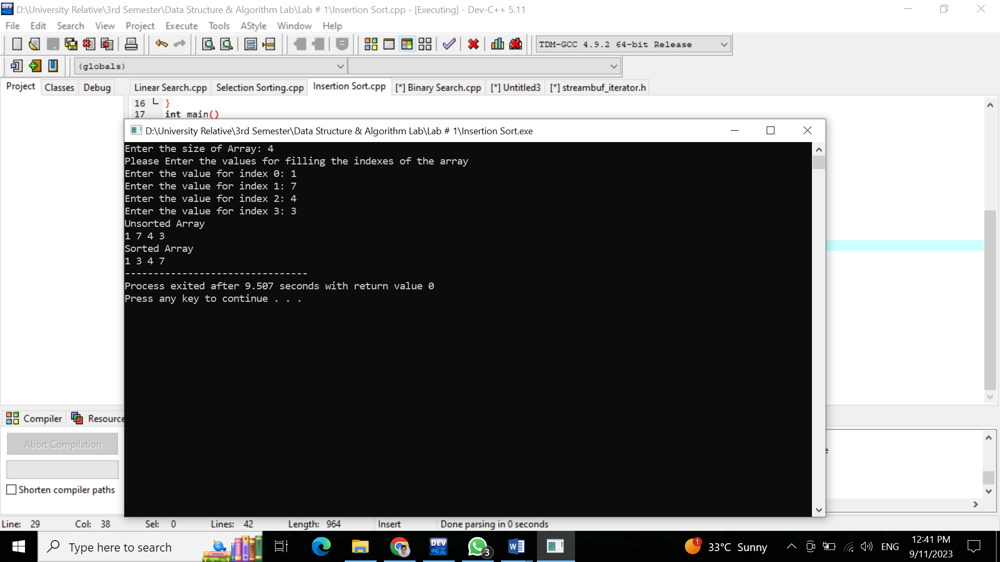 D:\University Relative\3rd Semester\Data Structure & Algorithm Lab\Lab # 1\Insertion Sort.cpp - [Executing] - Dev-C++ 5.11
File Edit Search View Project Execute Tools AStyle Window Help
TDM-GCC 4.9.2 64-bit Release
(globals)
Project Classes Debug Linear Search.cpp Selection Sorting.cpp Insertion Sort.cpp [*] Binary Search.cpp [*] Untitled3 [*] streambuf_iterator.h
16 }
17 int main()
D:\University Relative\3rd Semester\Data Structure & Algorithm Lab\Lab # 1\Insertion Sort.exe
Enter the size of Array: 4
Please Enter the values for filling the indexes of the array
Enter the value for index 0: 1
Enter the value for index 1: 7
Enter the value for index 2: 4
Enter the value for index 3: 3
Unsorted Array
1 7 4 3
Sorted Array
1 3 4 7
--------------------------------
Process exited after 9.507 seconds with return value 0
Press any key to continue . . .
Compiler Resource
Abort Compilation
Shorten compiler paths
Line: 29 Col: 38 Sel: 0 Lines: 42 Length: 964 Insert Done parsing in 0 seconds
Type here to search
DEV C++
3
W
1
33°C Sunny
ENG
12:41 PM
9/11/2023